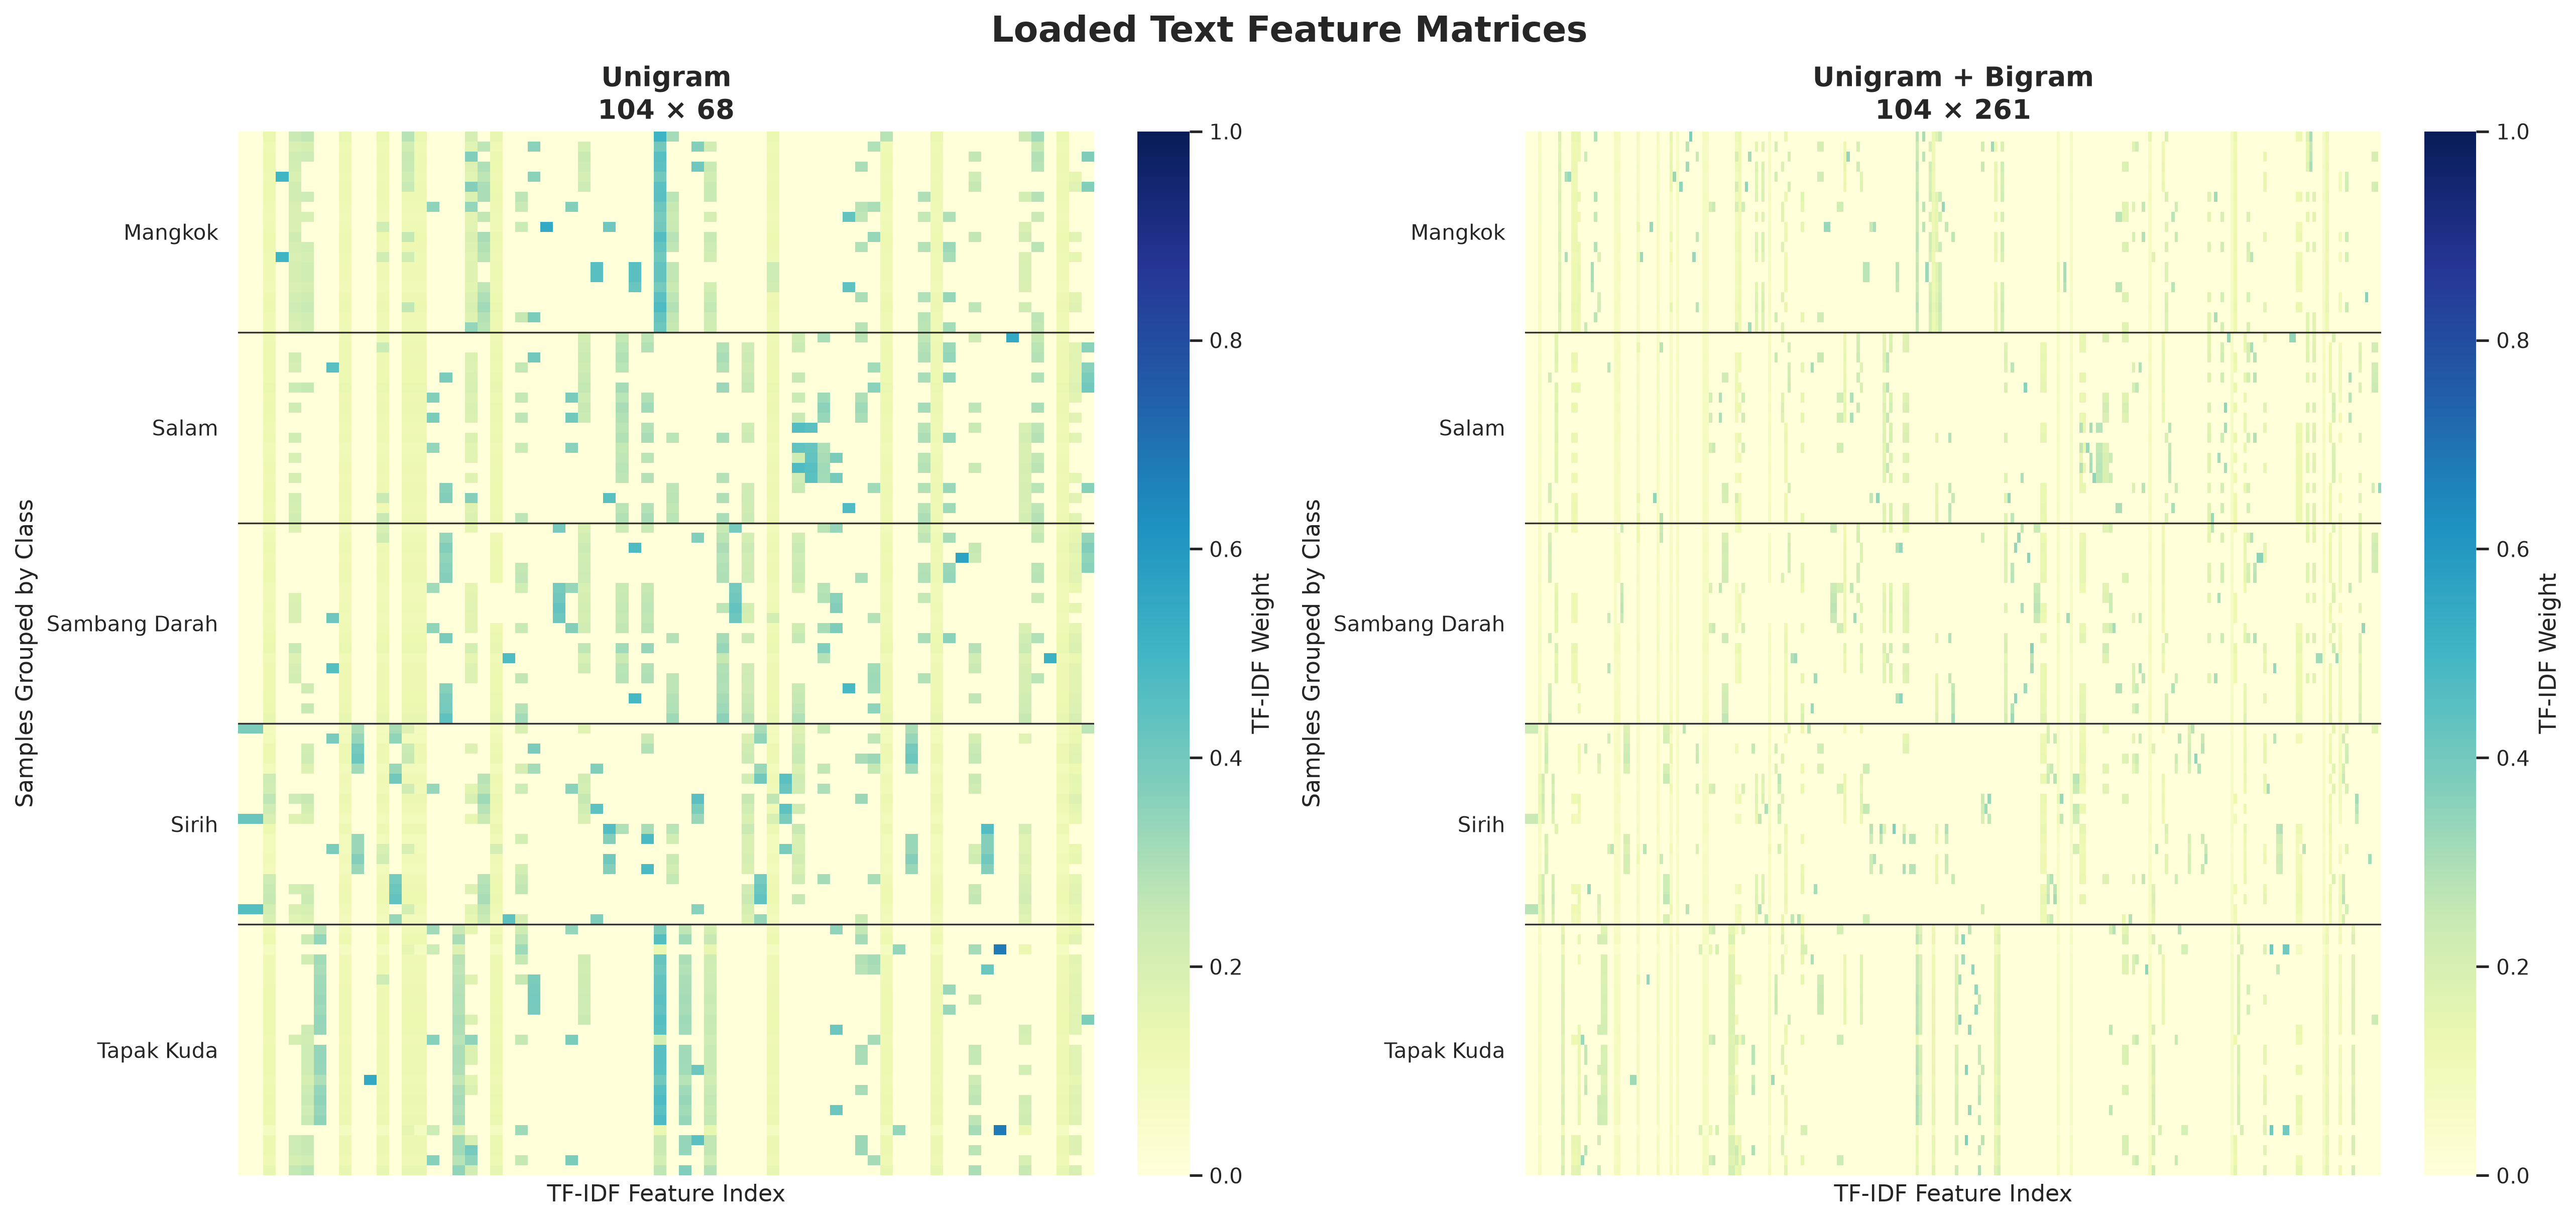 Loaded Text Feature Matrices
Unigram
104 × 68
Samples Grouped by Class
Mangkok
Salam
Sambang Darah
Sirih
Tapak Kuda
TF-IDF Feature Index
1.0
0.8
0.6
0.4
0.2
0.0
TF-IDF Weight
Unigram + Bigram
104 × 261
Samples Grouped by Class
Mangkok
Salam
Sambang Darah
Sirih
Tapak Kuda
TF-IDF Feature Index
1.0
0.8
0.6
0.4
0.2
0.0
TF-IDF Weight